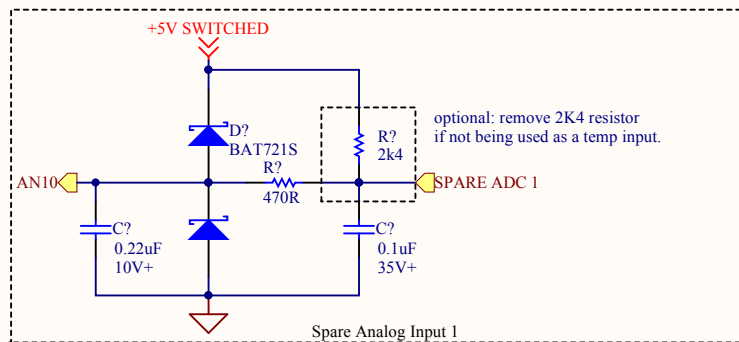 +5V SWITCHED
optional: remove 2K4 resistor
if not being used as a temp input.
D?
BAT721S
R?
2k4
R?
470R
AN10
SPARE ADC 1
C?
0.22uF
10V+
C?
0.1uF
35V+
Spare Analog Input 1